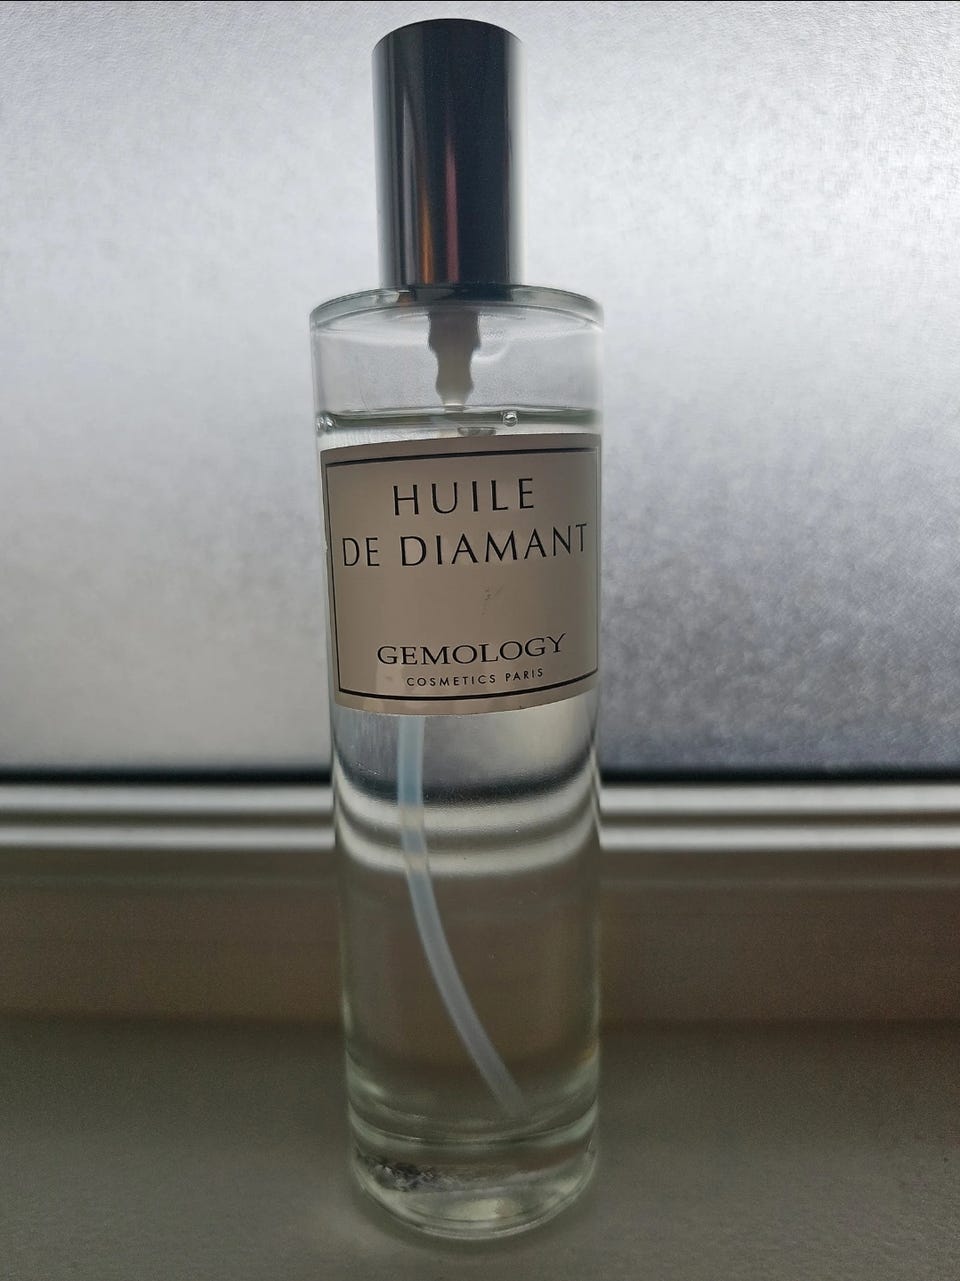 HUILE
DE DIAMANT
GEMOLOGY
COSMETICS PARIS